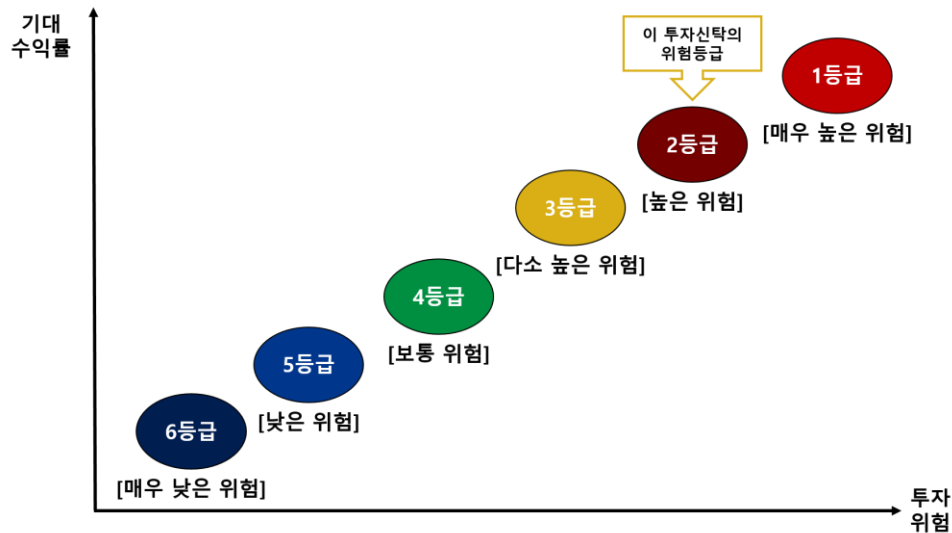 기대
수익률
이 투자신탁의
위험등급
1등급
[매우 높은 위험]
2등급
[높은 위험]
3등급
[다소 높은 위험]
4등급
[보통 위험]
5등급
[낮은 위험]
6등급
[매우 낮은 위험]
투자
위험